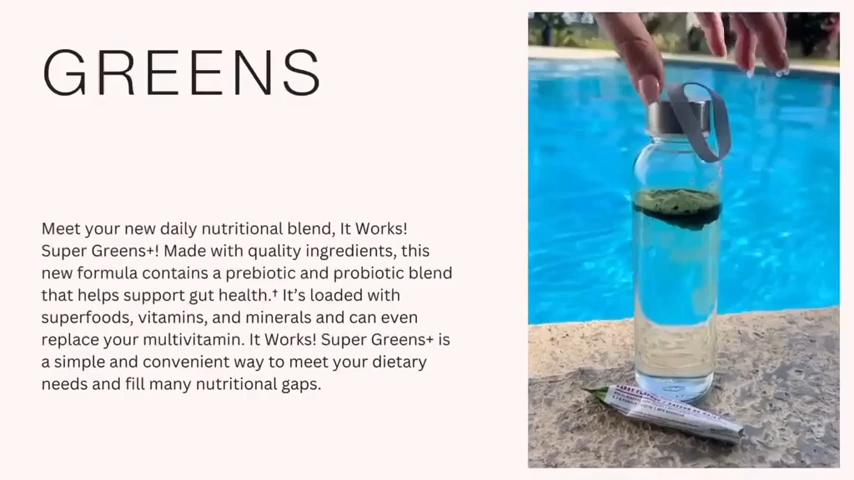 GREENS
Meet your new daily nutritional blend, It Works!
Super Greens+! Made with quality ingredients, this
new formula contains a prebiotic and probiotic blend
that helps support gut health.† It’s loaded with
superfoods, vitamins, and minerals and can even
replace your multivitamin. It Works! Super Greens+ is
a simple and convenient way to meet your dietary
needs and fill many nutritional gaps.